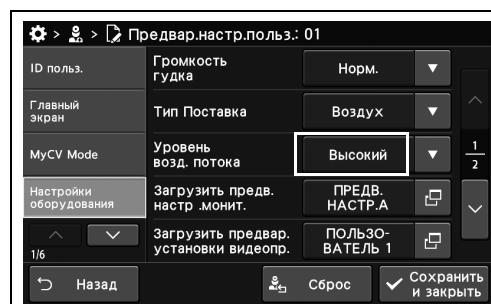 > > Предвар.настр.польз.: 01
ID польз.
Главный
экран
MyCV Mode
Настройки
оборудования
1/6
Громкость
гудка
Норм.
Тип Поставка
Воздух
Уровень
возд. потока
Высокий
Загрузить предв.
настр .монит.
ПРЕДВ.
НАСТР.A
Загрузить предвар.
установки видеопр.
ПОЛЬЗО-
ВАТЕЛЬ 1
1
2
Назад
Сброс
Сохранить
и закрыть